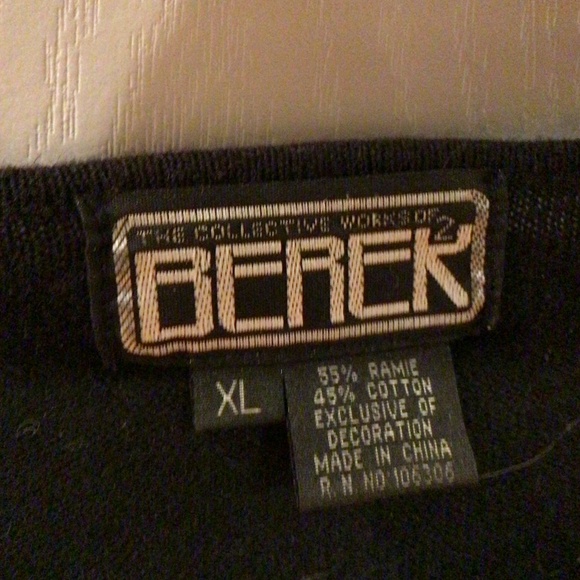 THE COLLECTIVE WORKS OF
BEREK 2
XL
55% RAMIE
45% COTTON
EXCLUSIVE OF
DECORATION
MADE IN CHINA
R.N NO 106306